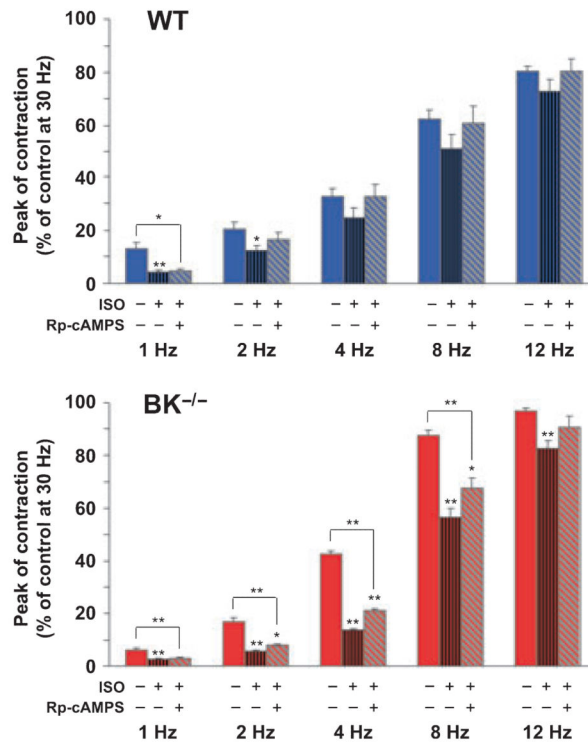 WT
Peak of contraction
(% of control at 30 Hz)
100
80
60
40
20
0
*
**
*
ISO – + + – + + – + + – + + – + +
Rp-cAMPS – – + – – + – – + – – + – – +
1 Hz 2 Hz 4 Hz 8 Hz 12 Hz
BK–/–
Peak of contraction
(% of control at 30 Hz)
100
80
60
40
20
0
** ** ** ** **
** ** ** ** *
** * ** *
ISO – + + – + + – + + – + + – + +
Rp-cAMPS – – + – – + – – + – – + – – +
1 Hz 2 Hz 4 Hz 8 Hz 12 Hz